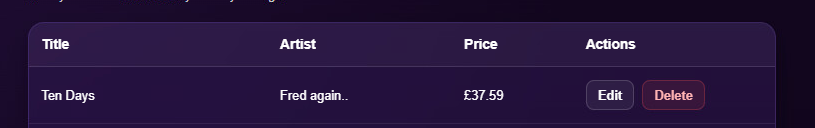 Title Artist Price Actions
Ten Days Fred again.. £37.59 Edit Delete